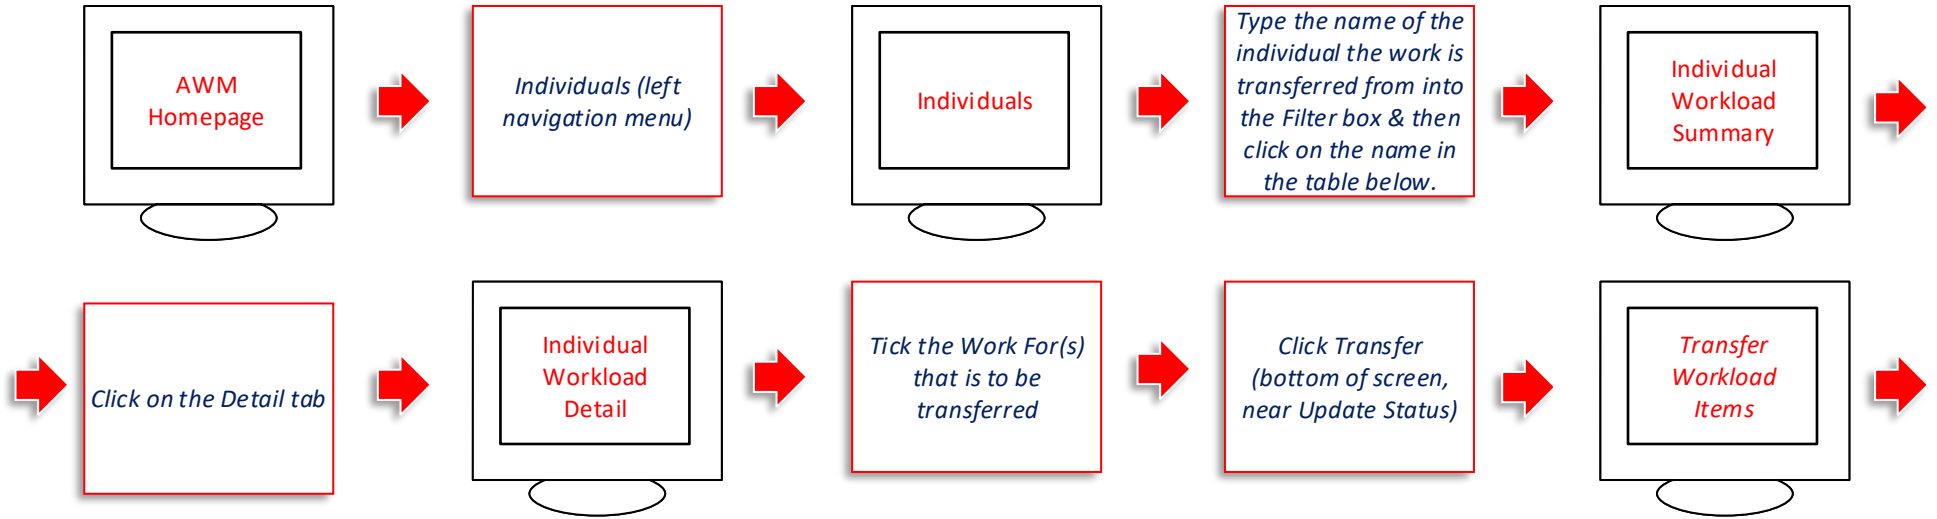 AWM
Homepage
Individuals (left
navigation menu)
Individuals
Type the name of the
individual the work is
transferred from into
the Filter box & then
click on the name in
the table below.
Individual
Workload
Summary
Click on the Detail tab
Individual
Workload
Detail
Tick the Work For(s)
that is to be
transferred
Click Transfer
(bottom of screen,
near Update Status)
Transfer
Workload
Items